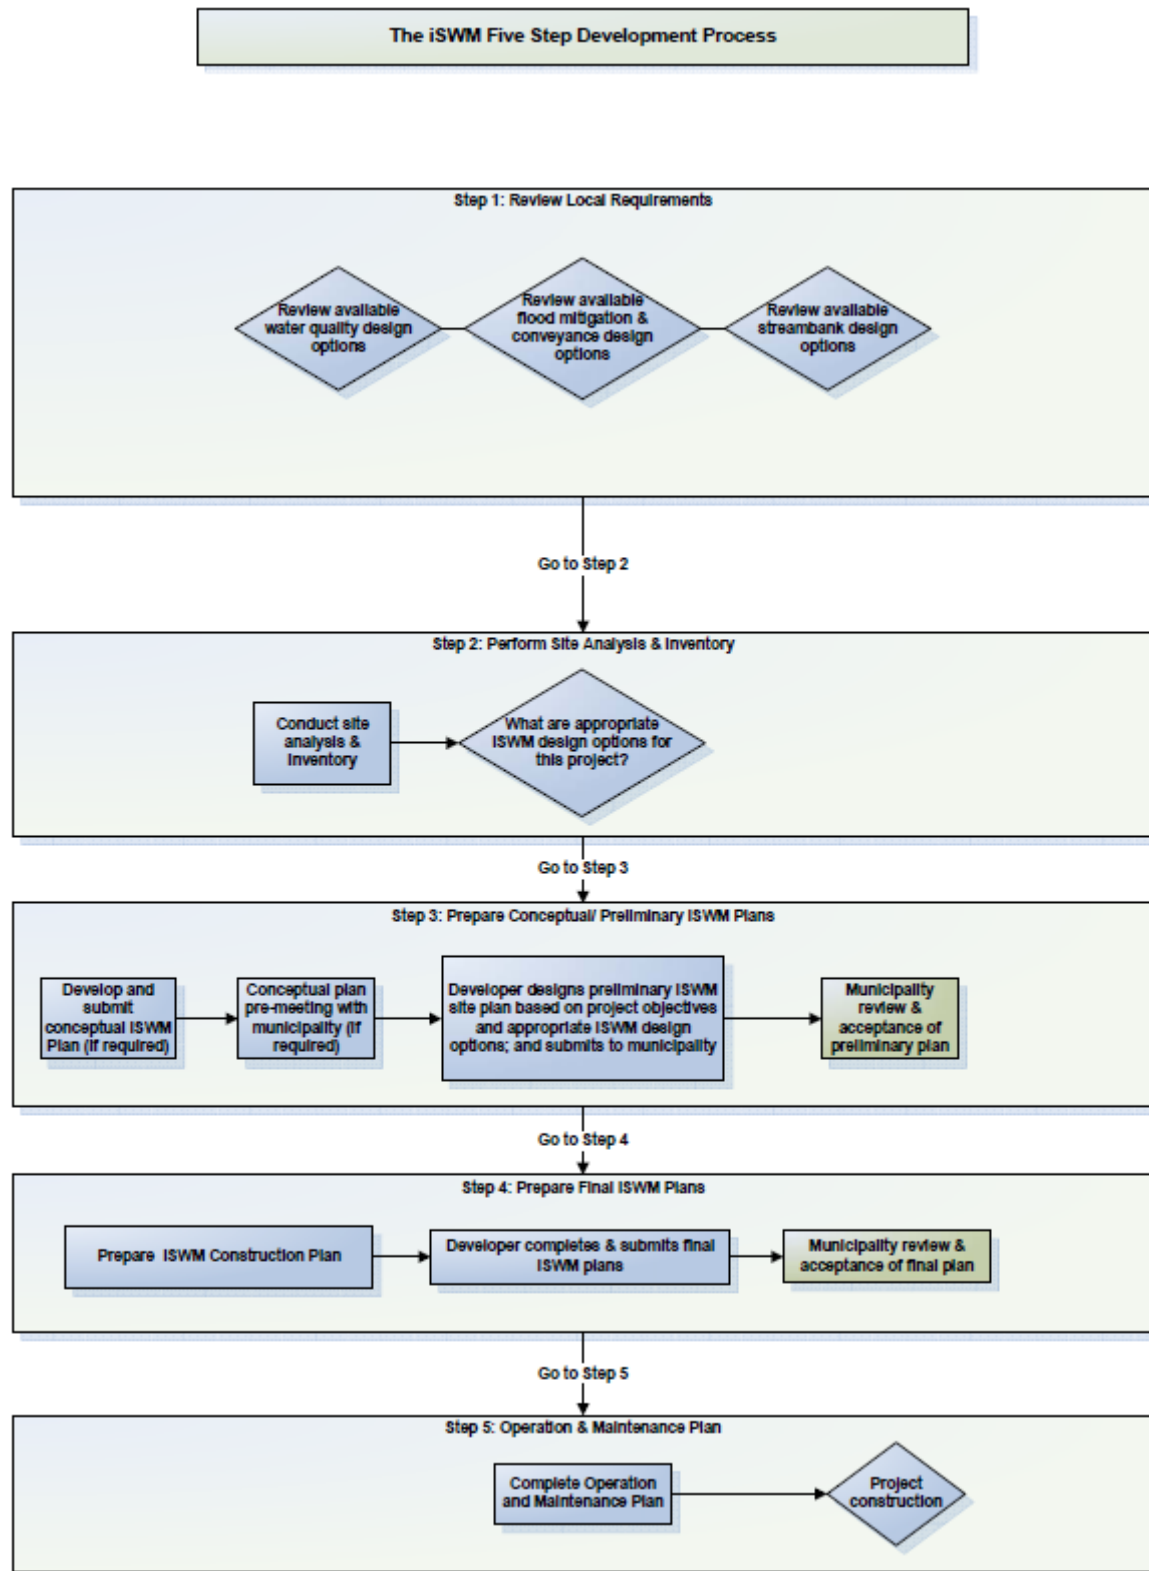 The iSWM Five Step Development Process
Step 1: Review Local Requirements
Review available
water quality design
options
Review available
flood mitigation &
conveyance design
options
Review available
streambank design
options
Go to Step 2
Step 2: Perform Site Analysis & Inventory
Conduct site
analysis &
Inventory
What are appropriate
iSWM design options for
this project?
Go to Step 3
Step 3: Prepare Conceptual/ Preliminary iSWM Plans
Develop and
submit
conceptual iSWM
Plan (if required)
Conceptual plan
pre-meeting with
municipality (if
required)
Developer designs preliminary iSWM
site plan based on project objectives
and appropriate iSWM design
options; and submits to municipality
Municipality
review &
acceptance of
preliminary plan
Go to Step 4
Step 4: Prepare Final iSWM Plans
Prepare iSWM Construction Plan
Developer completes & submits final
iSWM plans
Municipality review &
acceptance of final plan
Go to Step 5
Step 5: Operation & Maintenance Plan
Complete Operation
and Maintenance Plan
Project
construction